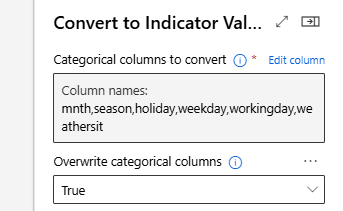 Convert to Indicator Val...
Categorical columns to convert * Edit column
Column names:
mnth,season,holiday,weekday,workingday,we
athersit
Overwrite categorical columns
True